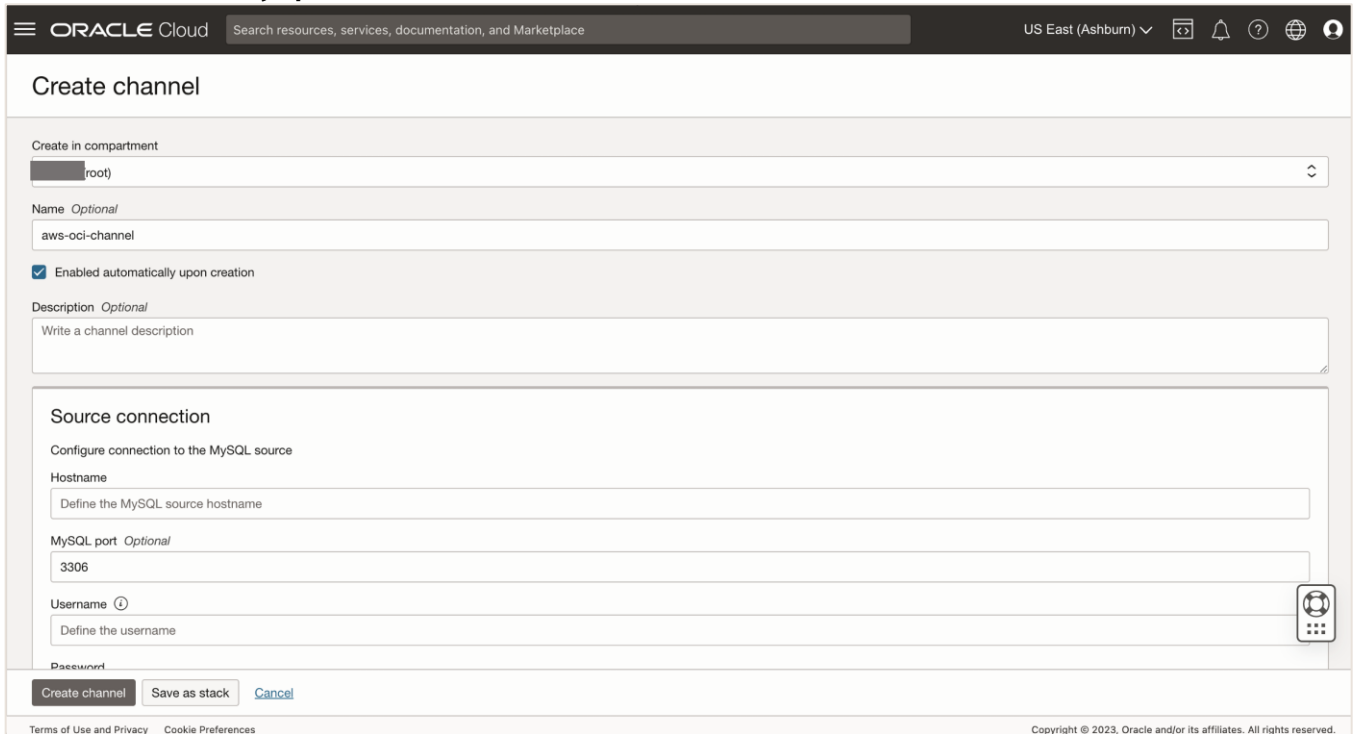 ORACLE Cloud
Search resources, services, documentation, and Marketplace
US East (Ashburn)
Create channel
Create in compartment
root)
Name Optional
aws-oci-channel
Enabled automatically upon creation
Description Optional
Write a channel description
Source connection
Configure connection to the MySQL source
Hostname
Define the MySQL source hostname
MySQL port Optional
3306
Username
Define the username
Password
Create channel Save as stack Cancel
Terms of Use and Privacy Cookie Preferences Copyright © 2023, Oracle and/or its affiliates. All rights reserved.